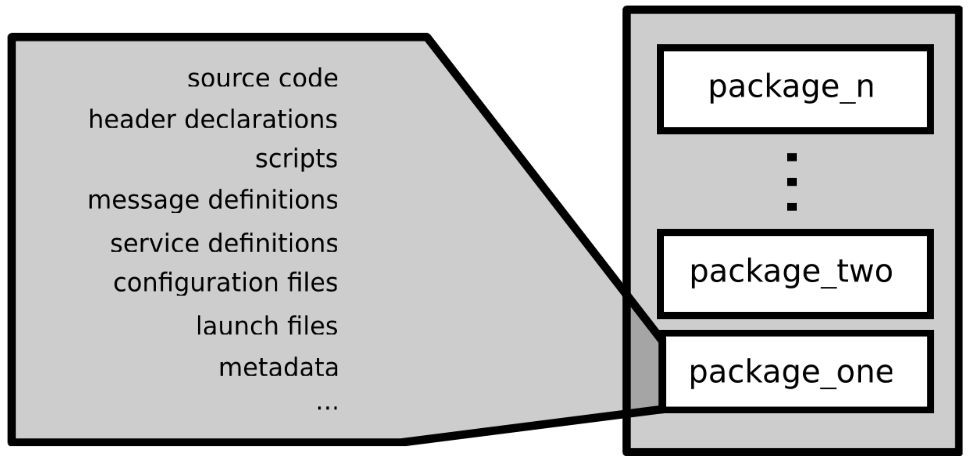 source code
header declarations
scripts
message definitions
service definitions
configuration files
launch files
metadata
...
package_n
package_two
package_one